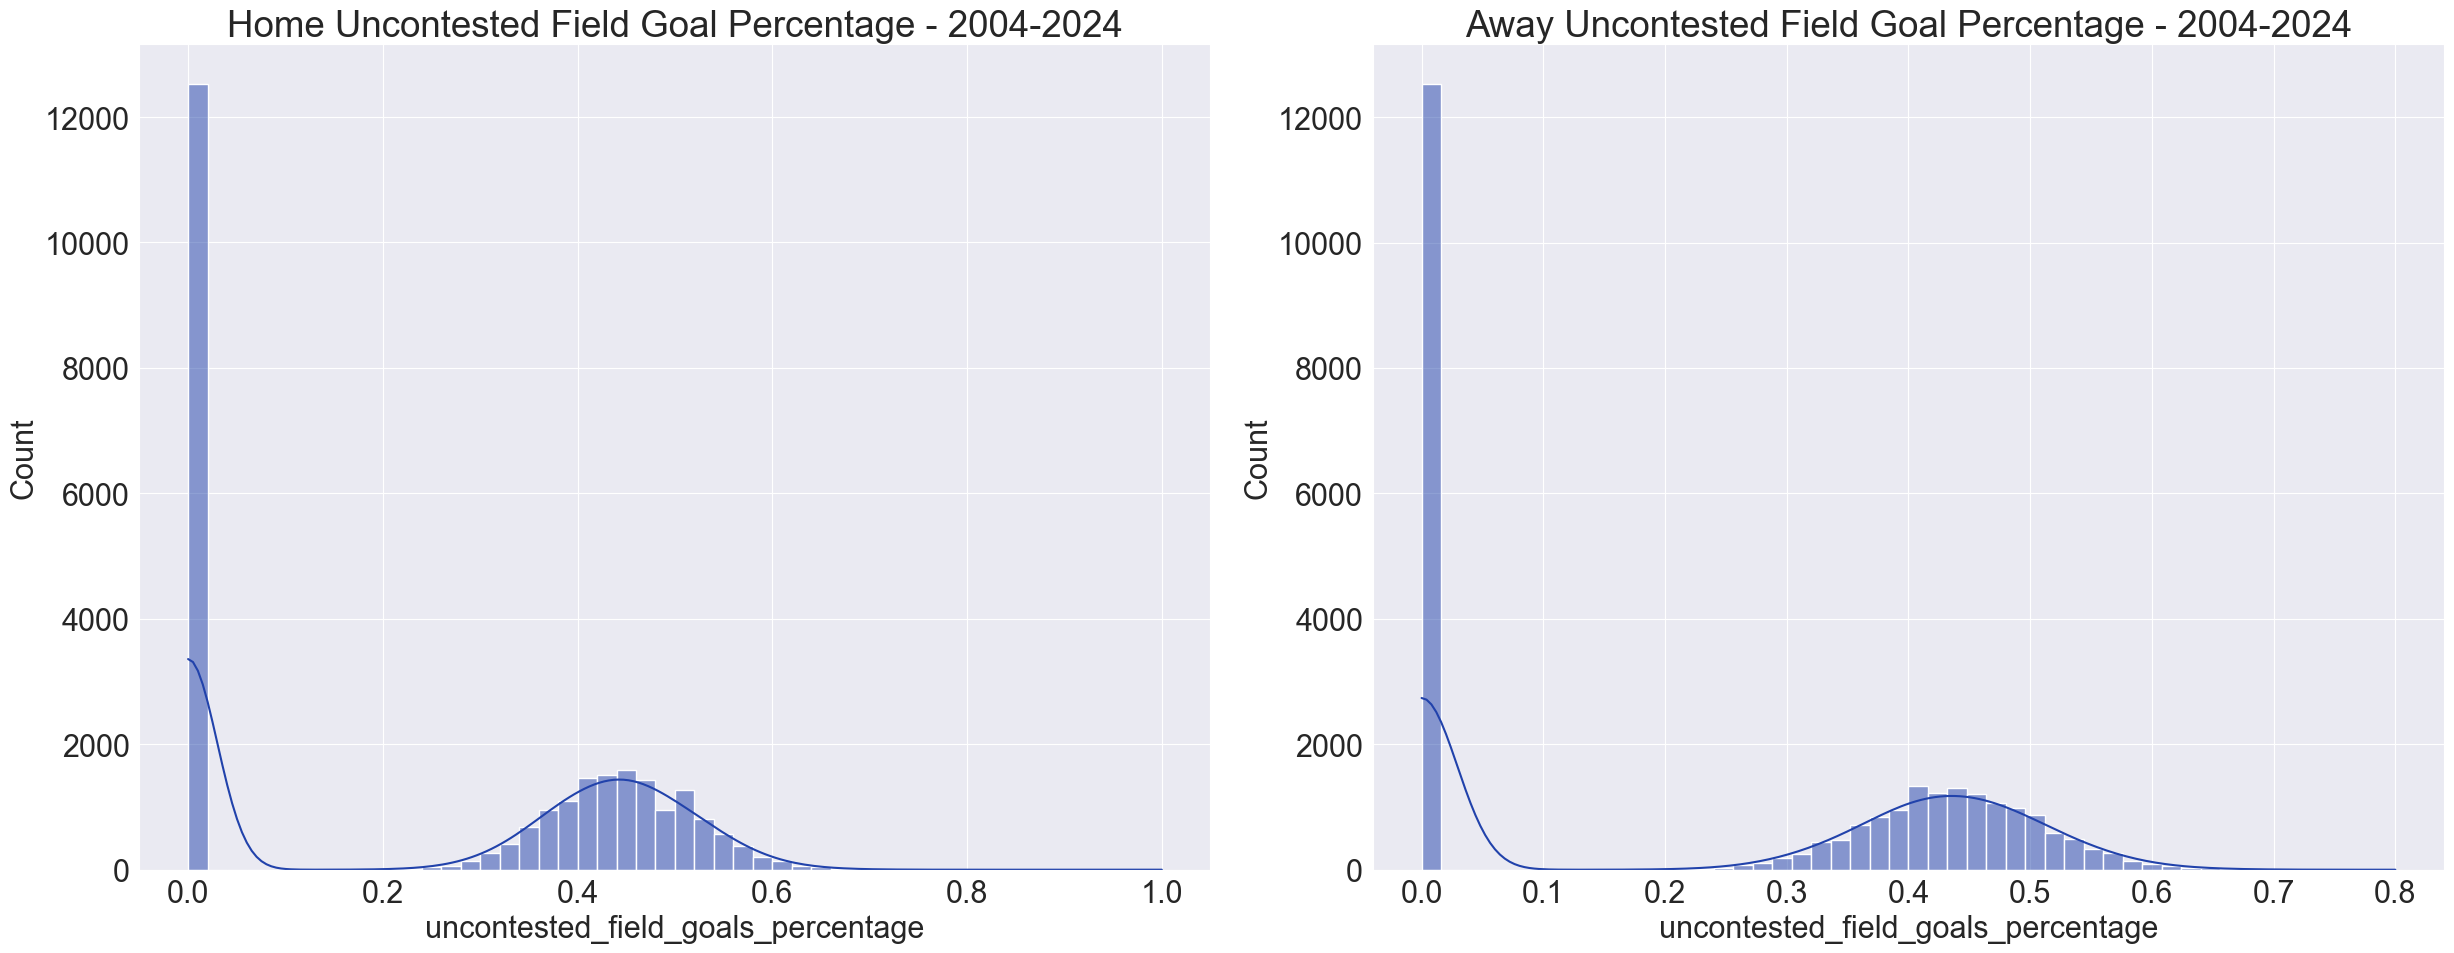 Home Uncontested Field Goal Percentage - 2004-2024
12000
10000
8000
6000
4000
2000
0
Count
0.0 0.2 0.4 0.6 0.8 1.0
uncontested_field_goals_percentage
Away Uncontested Field Goal Percentage - 2004-2024
12000
10000
8000
6000
4000
2000
0
Count
0.0 0.1 0.2 0.3 0.4 0.5 0.6 0.7 0.8
uncontested_field_goals_percentage